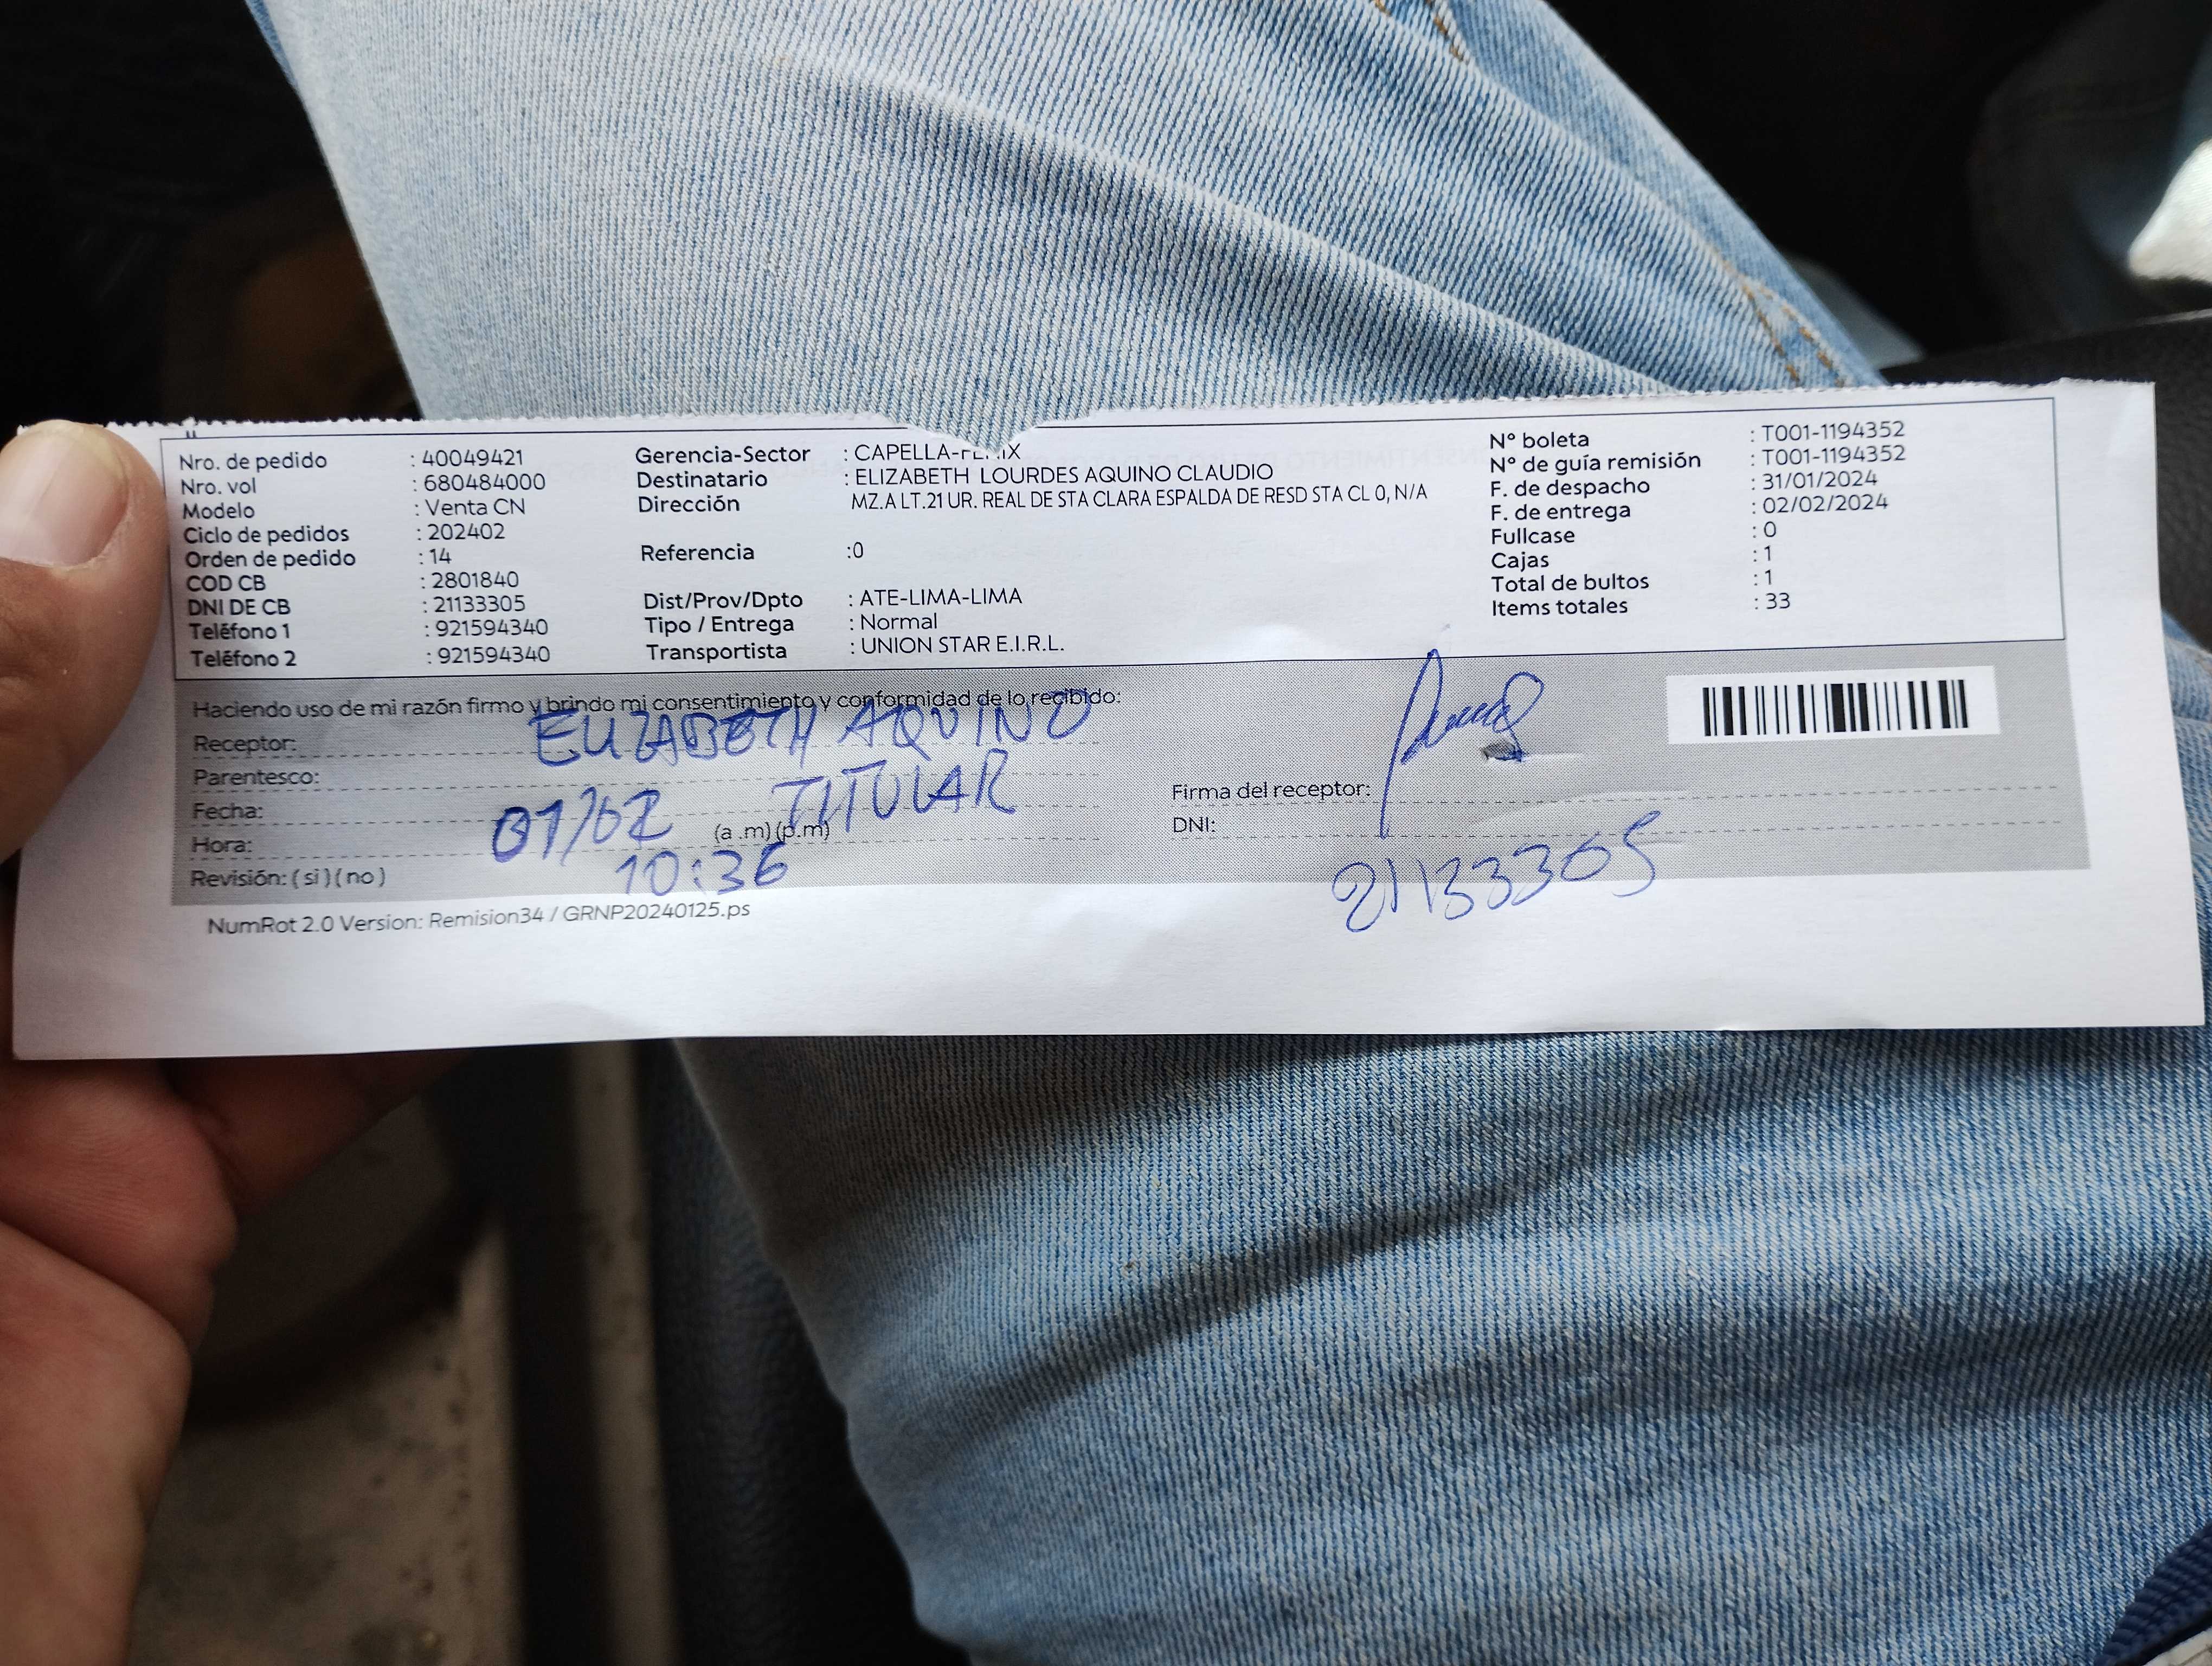 Nro. de pedido : 40049421
Nro. vol : 680484000
Modelo : Venta CN
Ciclo de pedidos : 202402
Orden de pedido : 14
COD CB : 2801840
DNI DE CB : 21133305
Teléfono 1 : 921594340
Teléfono 2 : 921594340
Gerencia-Sector : CAPELLA-
Destinatario : ELIZABETH LOURDES AQUINO CLAUDIO
Dirección MZ.A LT.21 UR. REAL DE STA CLARA ESPALDA DE RESD STA CL 0, N/A
Referencia :0
Dist/Prov/Dpto : ATE-LIMA-LIMA
Tipo / Entrega : Normal
Transportista : UNION STAR E.I.R.L.
N° boleta : T001-1194352
N° de guía remisión : T001-1194352
F. de despacho : 31/01/2024
F. de entrega : 02/02/2024
Fullcase : 0
Cajas : 1
Total de bultos : 1
Items totales : 33
Haciendo uso de mi razón firmo y brindo mi consentimiento y conformidad de lo recibido:
Receptor: ELIZABETH AQUINO
Parentesco: TITULAR
Fecha: 01/02
Hora: 10:36 (a .m) (p.m)
Revisión: ( si ) ( no )
Firma del receptor:
DNI: 21133305
NumRot 2.0 Version: Remision34 / GRNP20240125.ps